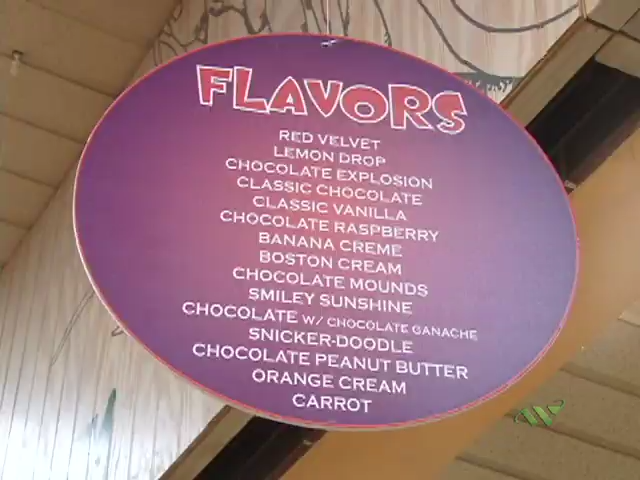 FLAVORS
RED VELVET
LEMON DROP
CHOCOLATE EXPLOSION
CLASSIC CHOCOLATE
CLASSIC VANILLA
CHOCOLATE RASPBERRY
BANANA CREME
BOSTON CREAM
CHOCOLATE MOUNDS
SMILEY SUNSHINE
CHOCOLATE W/ CHOCOLATE GANACHE
SNICKER-DOODLE
CHOCOLATE PEANUT BUTTER
ORANGE CREAM
CARROT